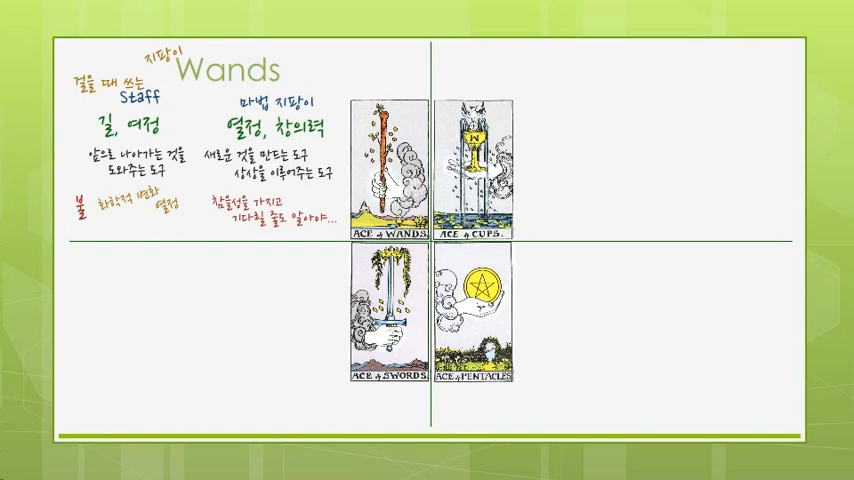 지팡이
Wands
걸을 때 쓰는
Staff
길, 여정
앞으로 나아가는 것을
도와주는 도구
불 화학적 변화
열정
마법 지팡이
열정, 창의력
새로운 것을 만드는 도구
상상을 이루어주는 도구
참을성을 가지고
기다릴 줄도 알아야...
ACE of WANDS.
ACE of CUPS.
ACE of SWORDS.
ACE of PENTACLES.